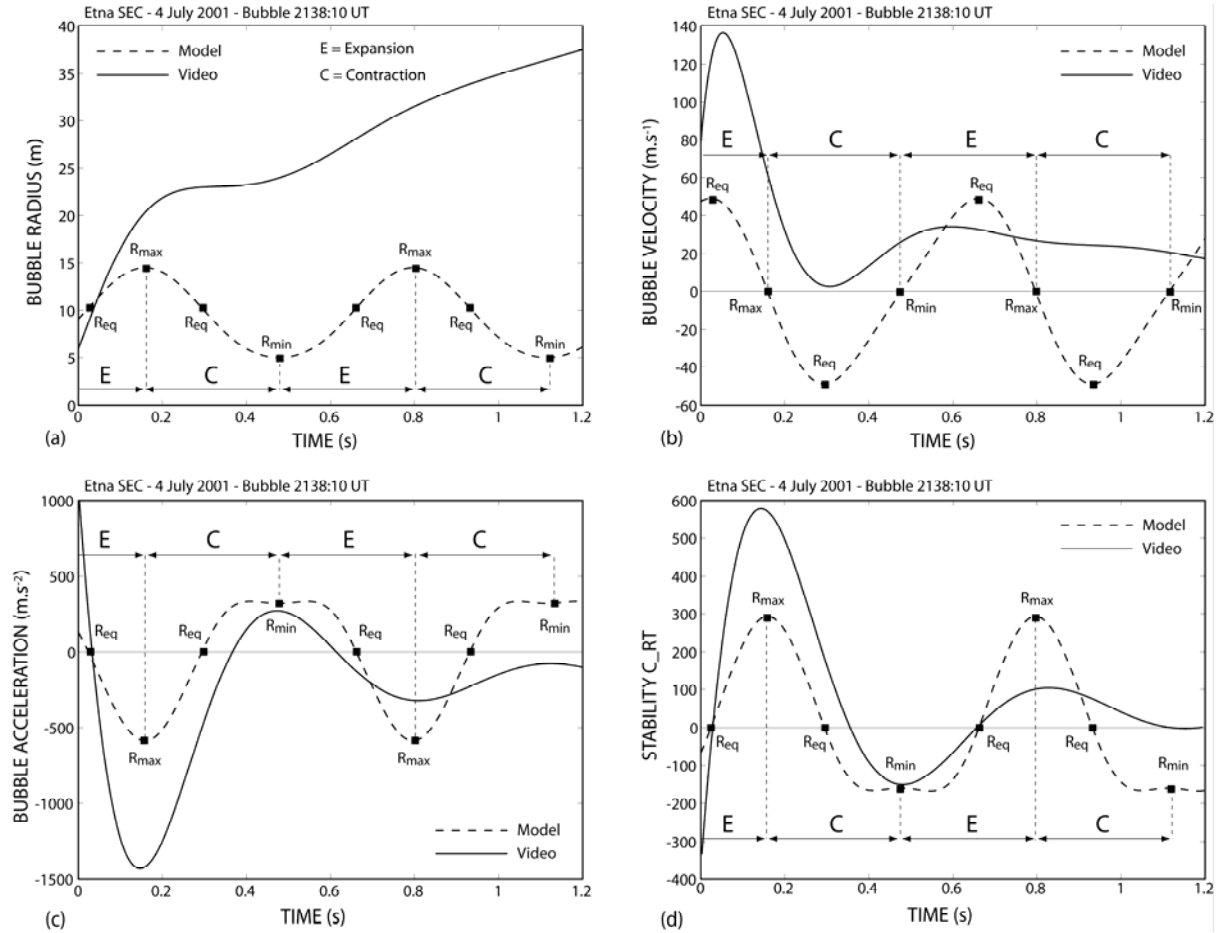 Etna SEC - 4 July 2001 - Bubble 2138:10 UT
40
35
30
25
20
15
10
5
0
BUBBLE RADIUS (m)
Model
Video
E = Expansion
C = Contraction
Rmax
Rmax
Req
Req
Req
Req
Rmin
Rmin
E
C
E
C
0
0.2
0.4
0.6
0.8
1
1.2
(a)
TIME (s)
Etna SEC - 4 July 2001 - Bubble 2138:10 UT
140
120
100
80
60
40
20
0
-20
-40
-60
BUBBLE VELOCITY (m.s-1)
Model
Video
E
C
E
C
Req
Req
Rmax
Rmin
Rmax
Rmin
Req
Req
0
0.2
0.4
0.6
0.8
1
1.2
(b)
TIME (s)
Etna SEC - 4 July 2001 - Bubble 2138:10 UT
1000
500
0
-500
-1000
-1500
BUBBLE ACCELERATION (m.s-2)
E
C
E
C
Req
Req
Rmin
Req
Req
Rmin
Rmax
Rmax
Model
Video
0
0.2
0.4
0.6
0.8
1
1.2
(c)
TIME (s)
Etna SEC - 4 July 2001 - Bubble 2138:10 UT
600
500
400
300
200
100
0
-100
-200
-300
-400
STABILITY C_RT
Model
Video
Rmax
Rmax
Req
Req
Req
Req
Rmin
Rmin
E
C
E
C
0
0.2
0.4
0.6
0.8
1
1.2
(d)
TIME (s)